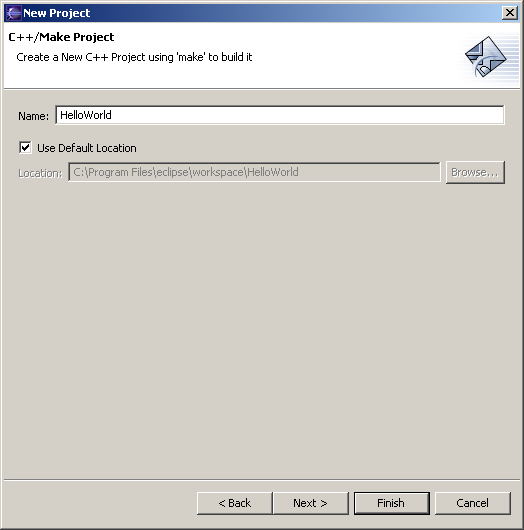 New Project
C++/Make Project
Create a New C++ Project using 'make' to build it
Name: HelloWorld
Use Default Location
Location: C:\Program Files\eclipse\workspace\HelloWorld Browse...
< Back Next > Finish Cancel